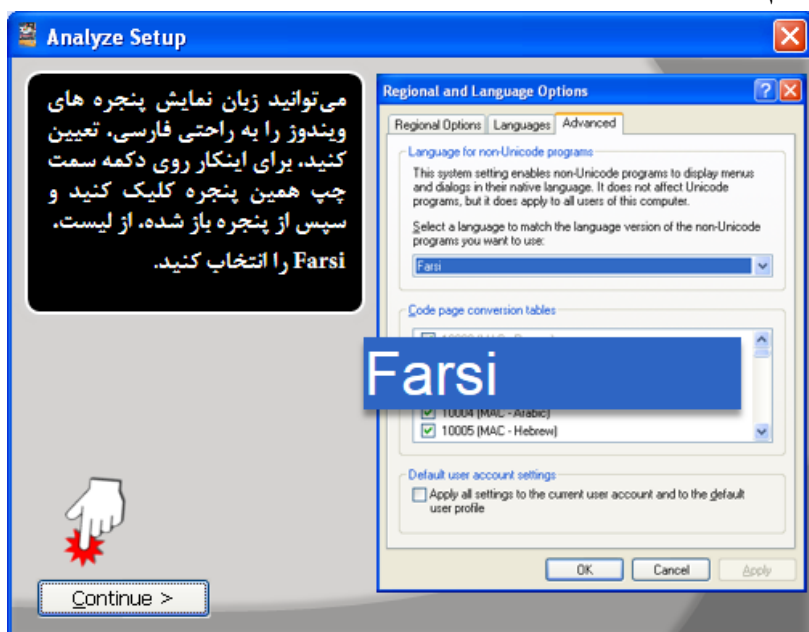 Analyze Setup
می‌توانید زبان نمایش پنجره های
ویندوز را به راحتی فارسی، تعیین
کنید، برای اینکار روی دکمه سمت
چپ همین پنجره کلیک کنید و
سپس از پنجره باز شده، از لیست،
Farsi را انتخاب کنید.
Regional and Language Options
Regional Options Languages Advanced
Language for non-Unicode programs
This system setting enables non-Unicode programs to display menus
and dialogs in their native language. It does not affect Unicode
programs, but it does apply to all users of this computer.
Select a language to match the language version of the non-Unicode
programs you want to use:
Farsi
Code page conversion tables
Farsi
10004 (MAC - Arabic)
10005 (MAC - Hebrew)
Default user account settings
Apply all settings to the current user account and to the default
user profile
OK Cancel Apply
Continue >